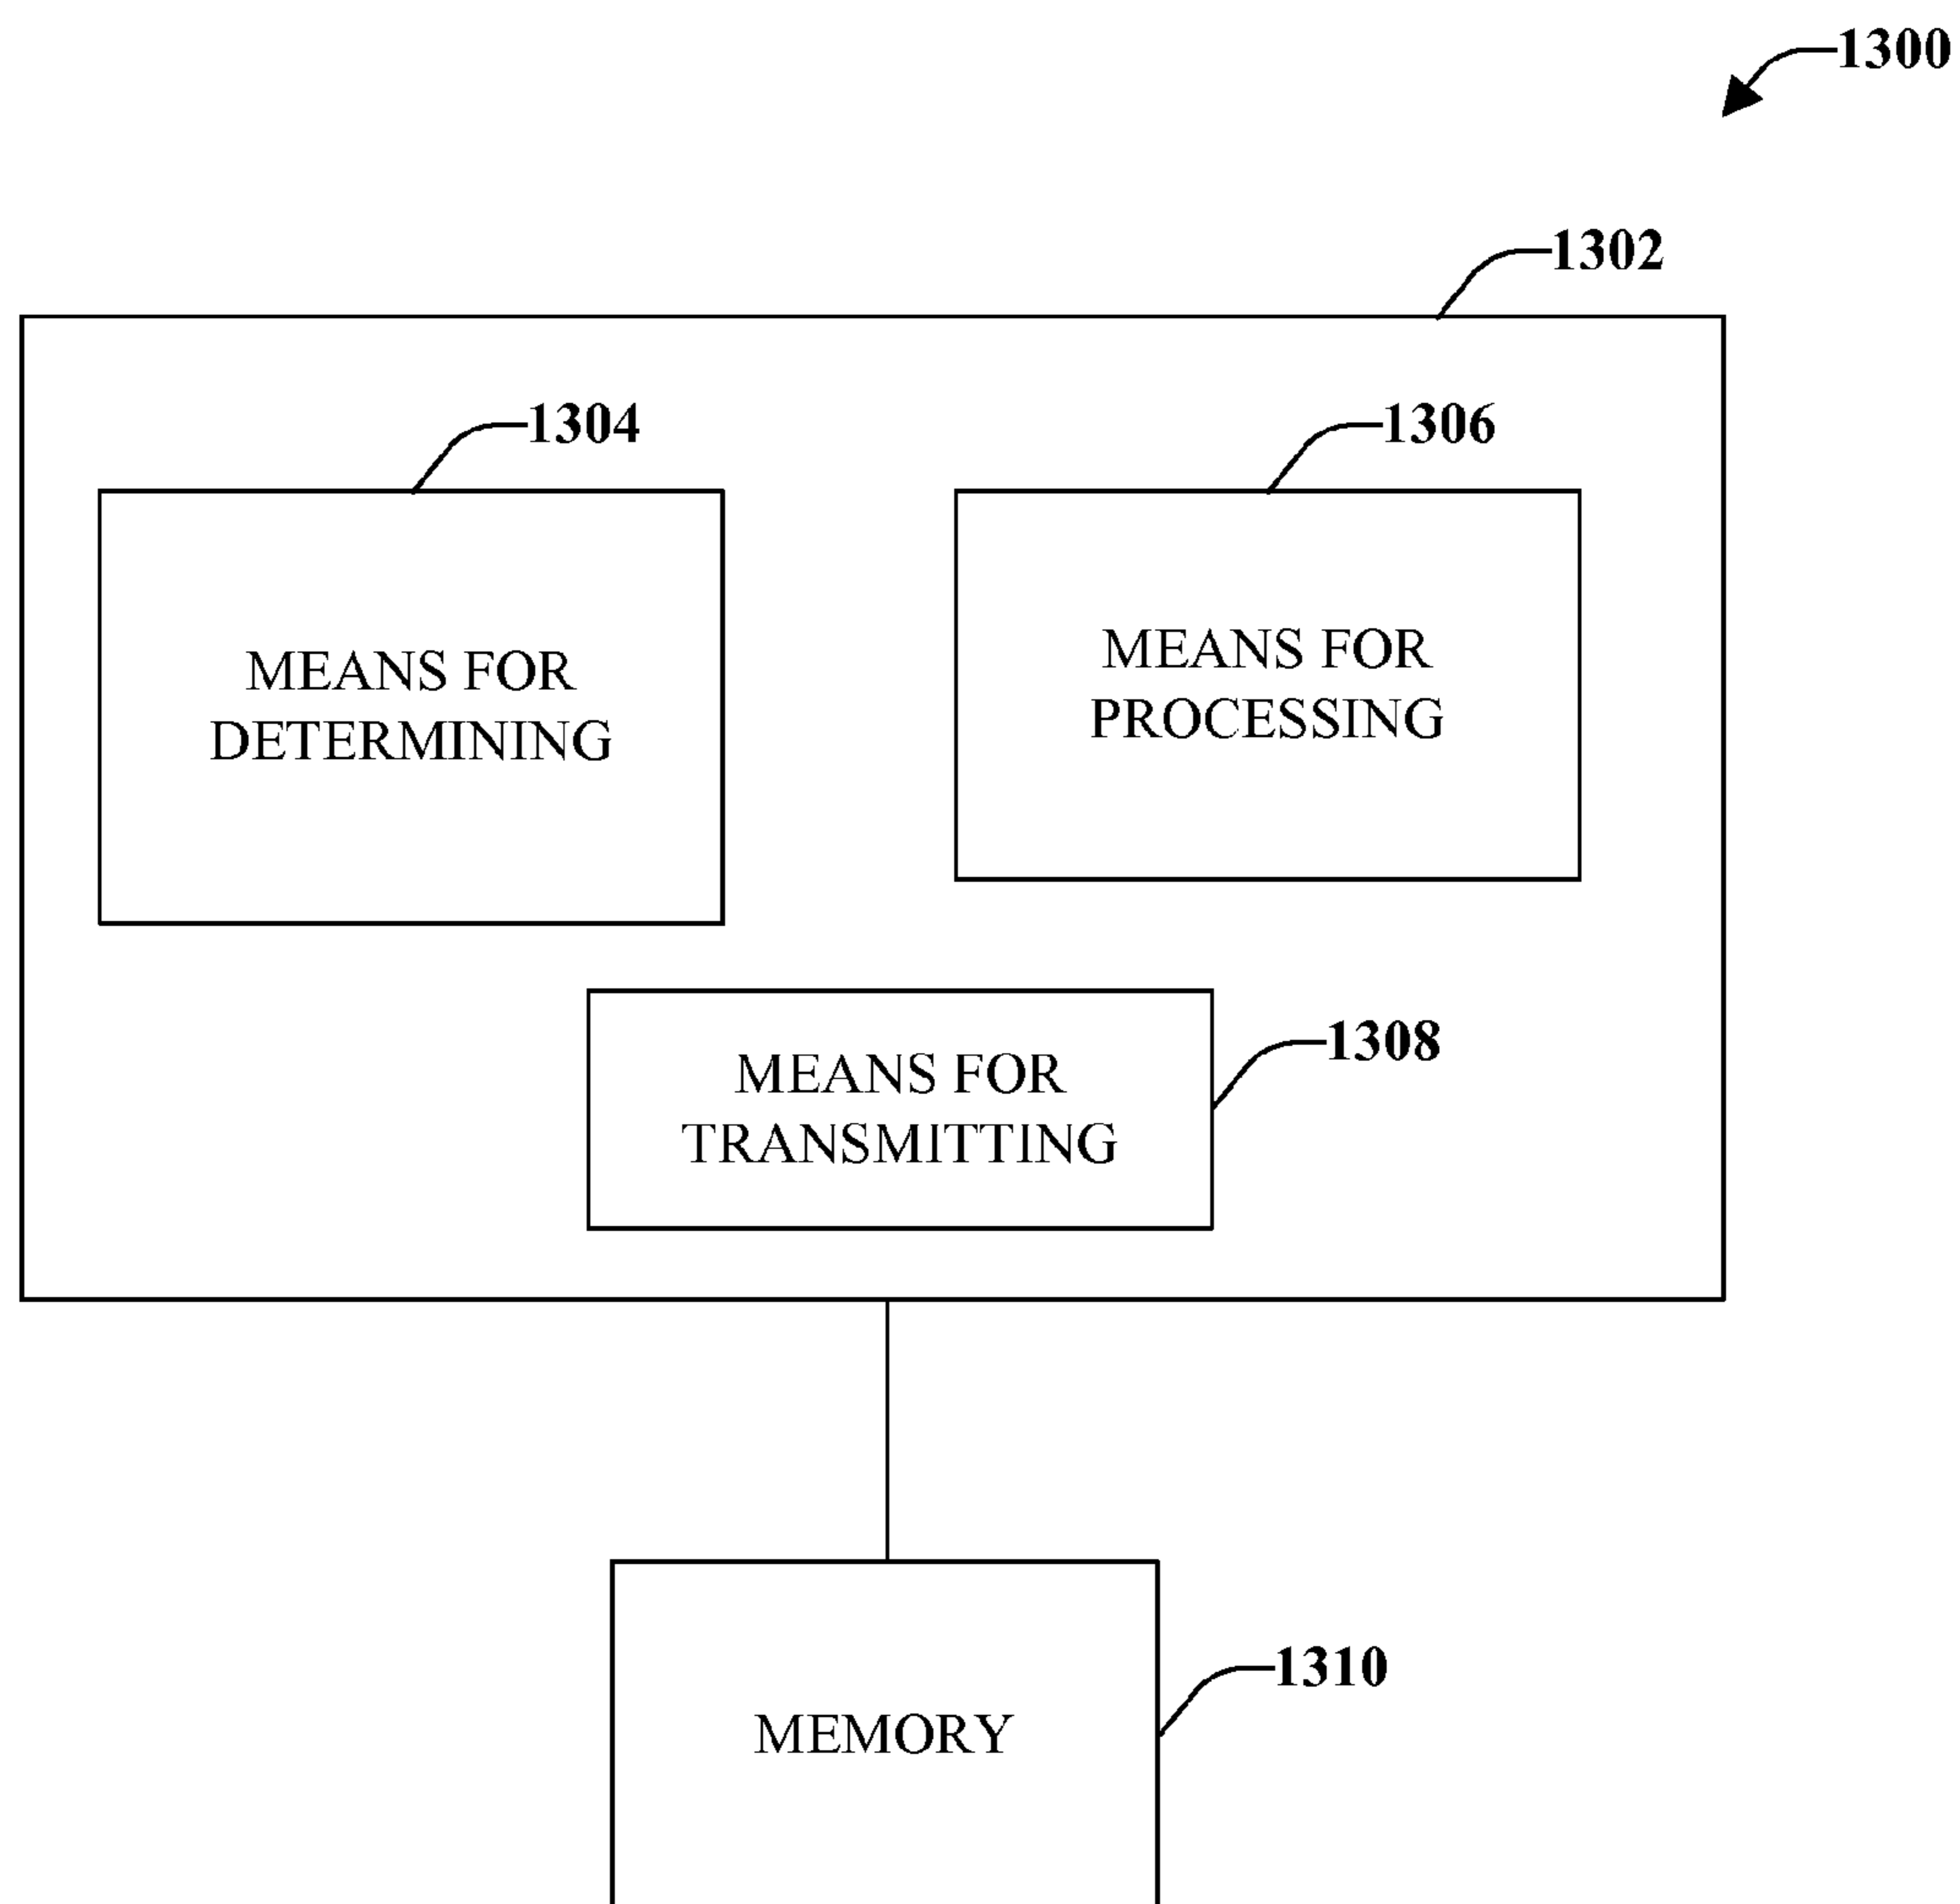 1300
1302
1304
1306
MEANS FOR
DETERMINING
MEANS FOR
PROCESSING
MEANS FOR
TRANSMITTING
1308
1310
MEMORY